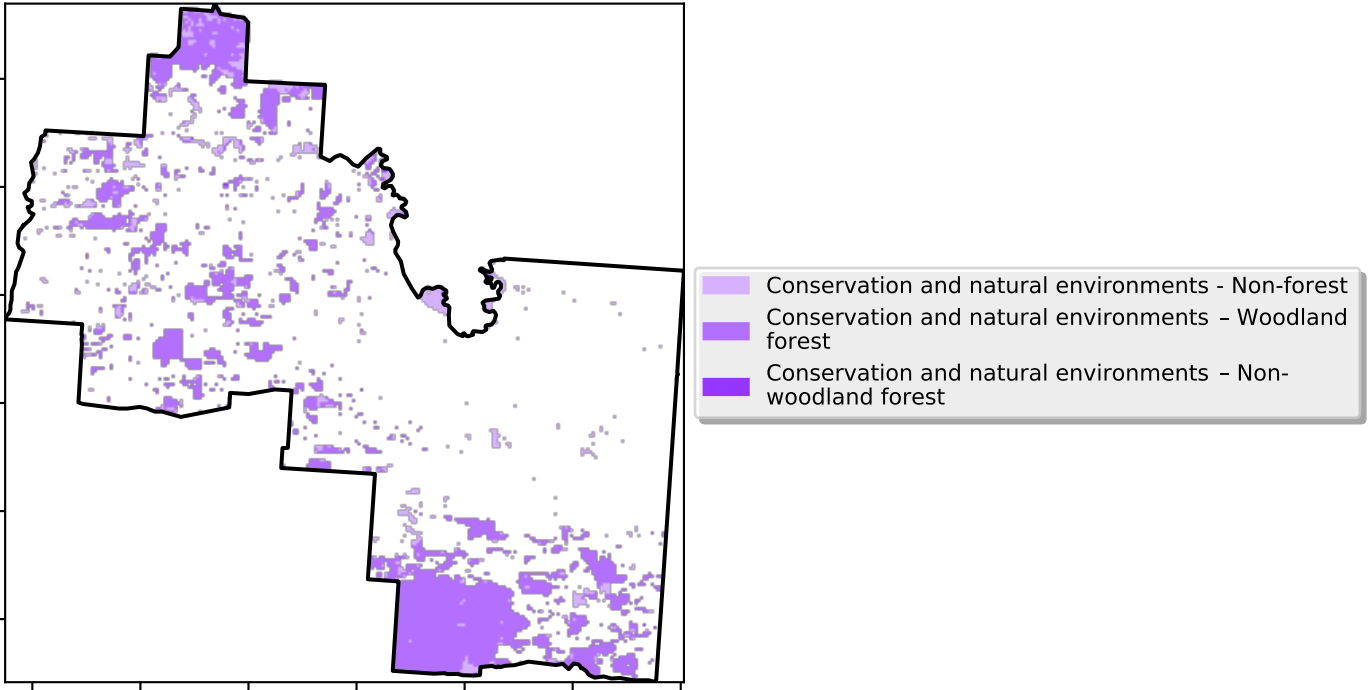 Conservation and natural environments - Non-forest
Conservation and natural environments – Woodland
forest
Conservation and natural environments – Non-
woodland forest